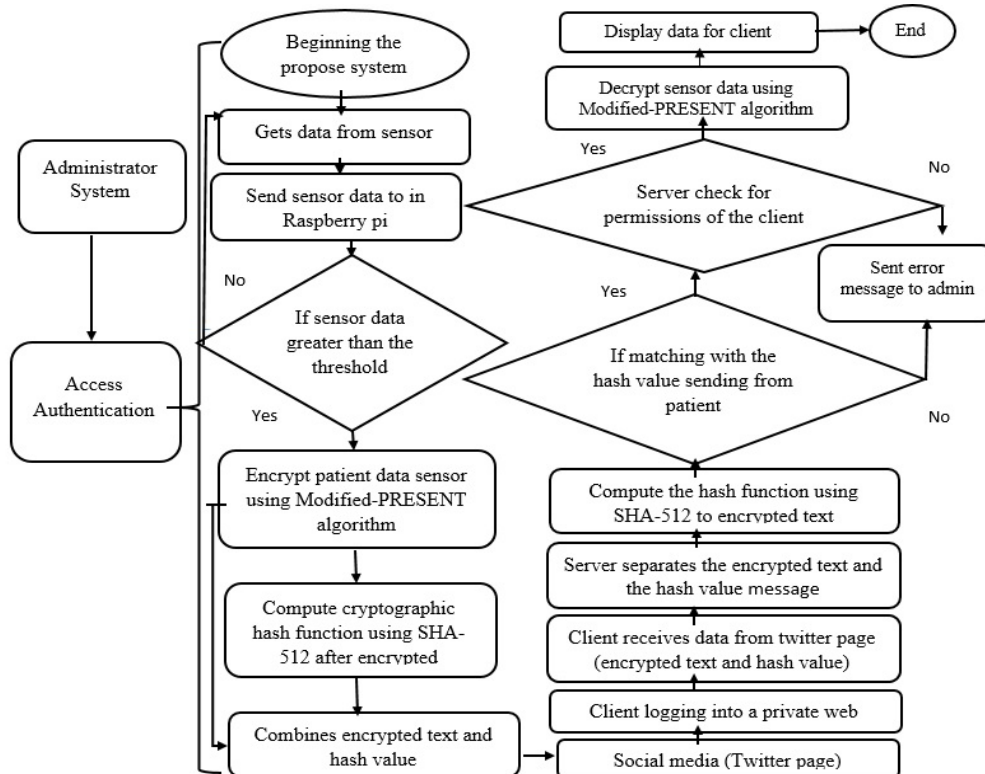 Beginning the
propose system
Gets data from sensor
Administrator
System
Send sensor data to in
Raspberry pi
No
If sensor data
greater than the
threshold
Access
Authentication
Yes
Encrypt patient data sensor
using Modified-PRESENT
algorithm
Compute cryptographic
hash function using SHA-
512 after encrypted
Combines encrypted text and
hash value
Social media (Twitter page)
Client logging into a private web
Client receives data from twitter page
(encrypted text and hash value)
Server separates the encrypted text and
the hash value message
Compute the hash function using
SHA-512 to encrypted text
If matching with the
hash value sending from
patient
No
Yes
Sent error
message to admin
Server check for
permissions of the client
No
Yes
Decrypt sensor data using
Modified-PRESENT algorithm
Display data for client
End